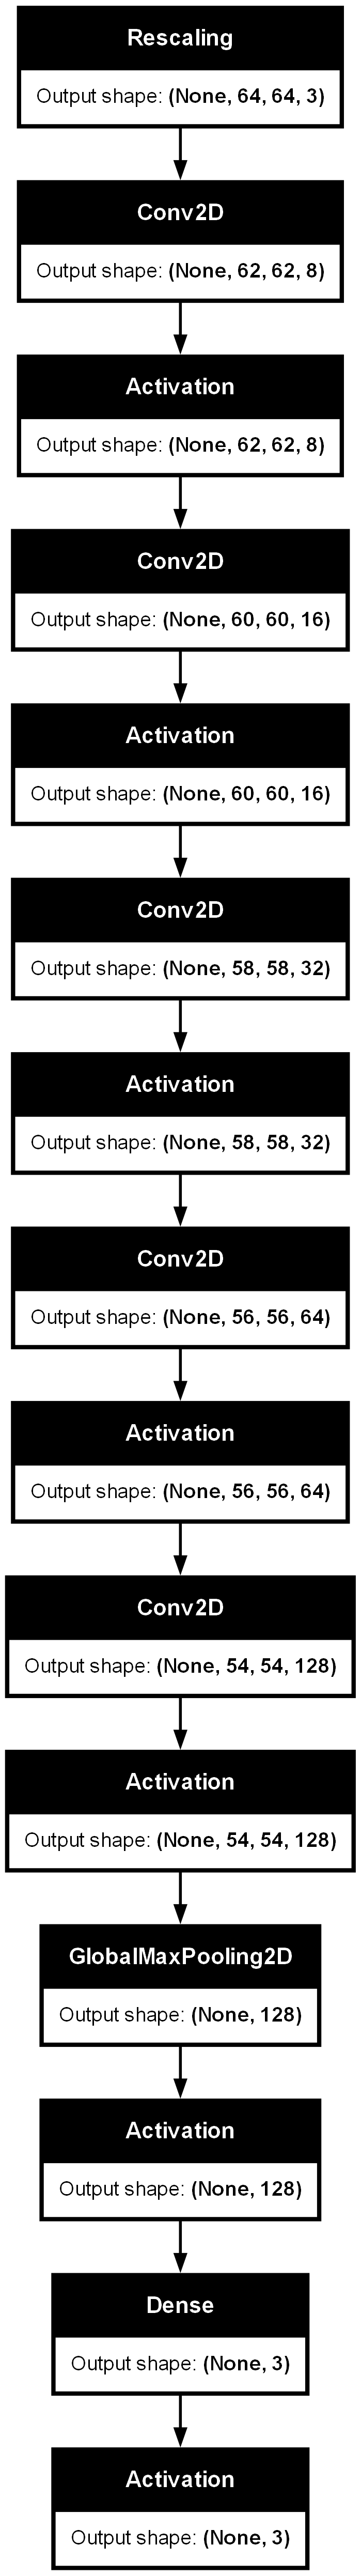 Rescaling
Output shape: (None, 64, 64, 3)
Conv2D
Output shape: (None, 62, 62, 8)
Activation
Output shape: (None, 62, 62, 8)
Conv2D
Output shape: (None, 60, 60, 16)
Activation
Output shape: (None, 60, 60, 16)
Conv2D
Output shape: (None, 58, 58, 32)
Activation
Output shape: (None, 58, 58, 32)
Conv2D
Output shape: (None, 56, 56, 64)
Activation
Output shape: (None, 56, 56, 64)
Conv2D
Output shape: (None, 54, 54, 128)
Activation
Output shape: (None, 54, 54, 128)
GlobalMaxPooling2D
Output shape: (None, 128)
Activation
Output shape: (None, 128)
Dense
Output shape: (None, 3)
Activation
Output shape: (None, 3)